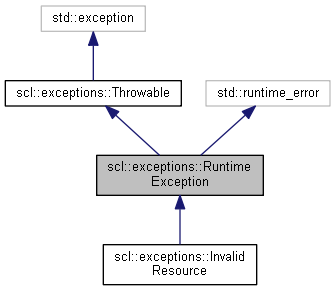 std::exception
scl::exceptions::Throwable
std::runtime_error
scl::exceptions::Runtime
Exception
scl::exceptions::Invalid
Resource